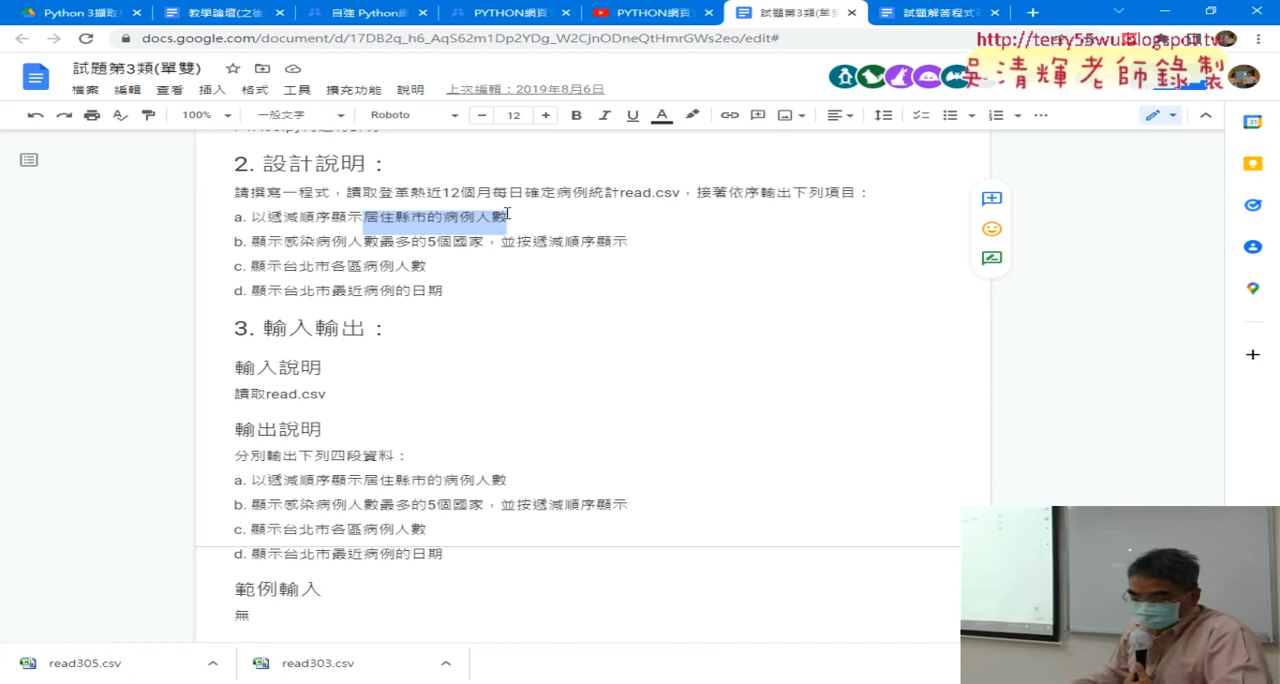 Python 3擷取
教學論壇(之後
自強 Python
PYTHON網頁
PYTHON網頁
試題第3類(單雙
試題解答程式
docs.google.com/document/d/17DB2q_h6_AqS62m1Dp2YDg_W2CjnODneQtHmrGWs2eo/edit#
http://terry55wu.blogspot.tw
吳清輝老師錄製
試題第3類(單雙)
檔案 編輯 查看 插入 格式 工具 擴充功能 說明 上次編輯：2019年8月6日
100% 一般文字 Roboto 12 B I U A
2. 設計說明：
請撰寫一程式，讀取登革熱近12個月每日確定病例統計read.csv，接著依序輸出下列項目：
a. 以遞減順序顯示居住縣市的病例人數
b. 顯示感染病例人數最多的5個國家，並按遞減順序顯示
c. 顯示台北市各區病例人數
d. 顯示台北市最近病例的日期
3. 輸入輸出：
輸入說明
讀取read.csv
輸出說明
分別輸出下列四段資料：
a. 以遞減順序顯示居住縣市的病例人數
b. 顯示感染病例人數最多的5個國家，並按遞減順序顯示
c. 顯示台北市各區病例人數
d. 顯示台北市最近病例的日期
範例輸入
無
read305.csv
read303.csv